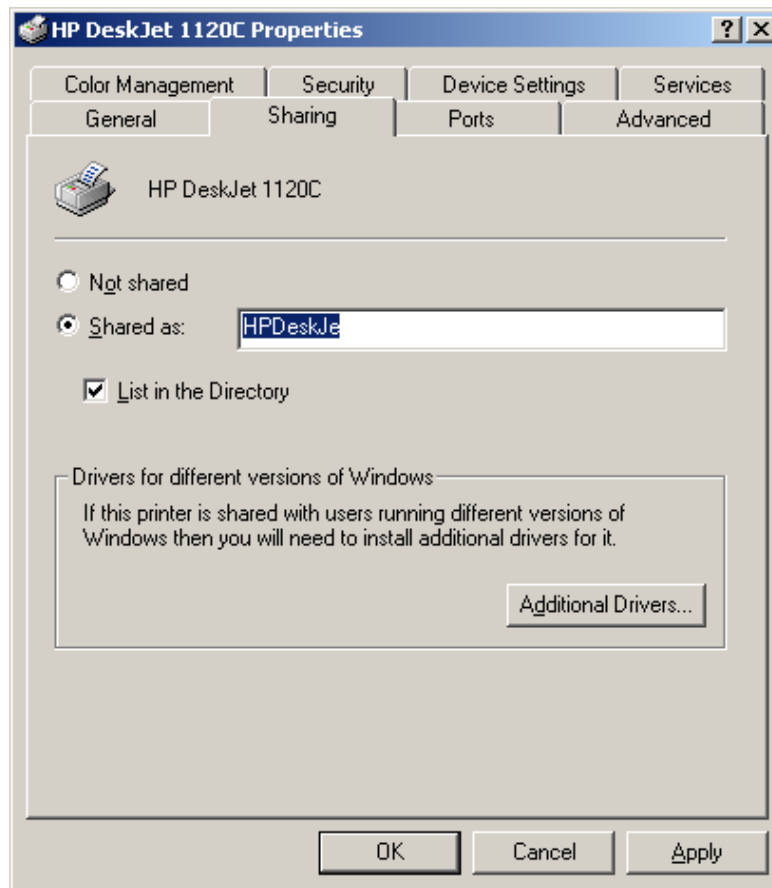 HP DeskJet 1120C Properties
Color Management Security Device Settings Services
General Sharing Ports Advanced
HP DeskJet 1120C
Not shared
Shared as: HPDeskJe
List in the Directory
Drivers for different versions of Windows
If this printer is shared with users running different versions of
Windows then you will need to install additional drivers for it.
Additional Drivers...
OK Cancel Apply